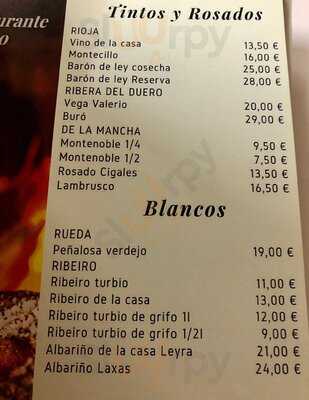 urante
o
Tintos y Rosados
RIOJA
Vino de la casa 13,50 €
Montecillo 16,00 €
Barón de ley cosecha 25,00 €
Barón de ley Reserva 28,00 €
RIBERA DEL DUERO
Vega Valerio 20,00 €
Buró 29,00 €
DE LA MANCHA
Montenoble 1/4 9,50 €
Montenoble 1/2 7,50 €
Rosado Cigales 13,50 €
Lambrusco 16,50 €
Blancos
RUEDA
Peñalosa verdejo 19,00 €
RIBEIRO
Ribeiro turbio 11,00 €
Ribeiro de la casa 13,00 €
Ribeiro turbio de grifo 1l 12,00 €
Ribeiro turbio de grifo 1/2l 9,00 €
Albariño de la casa Leyra 21,00 €
Albariño Laxas 24,00 €